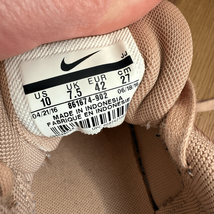 US UK EUR cm
10 7.5 42 27
861674-902
04/21/16 06/18/16
MADE IN INDONESIA
FABRIQUE EN INDONESIE